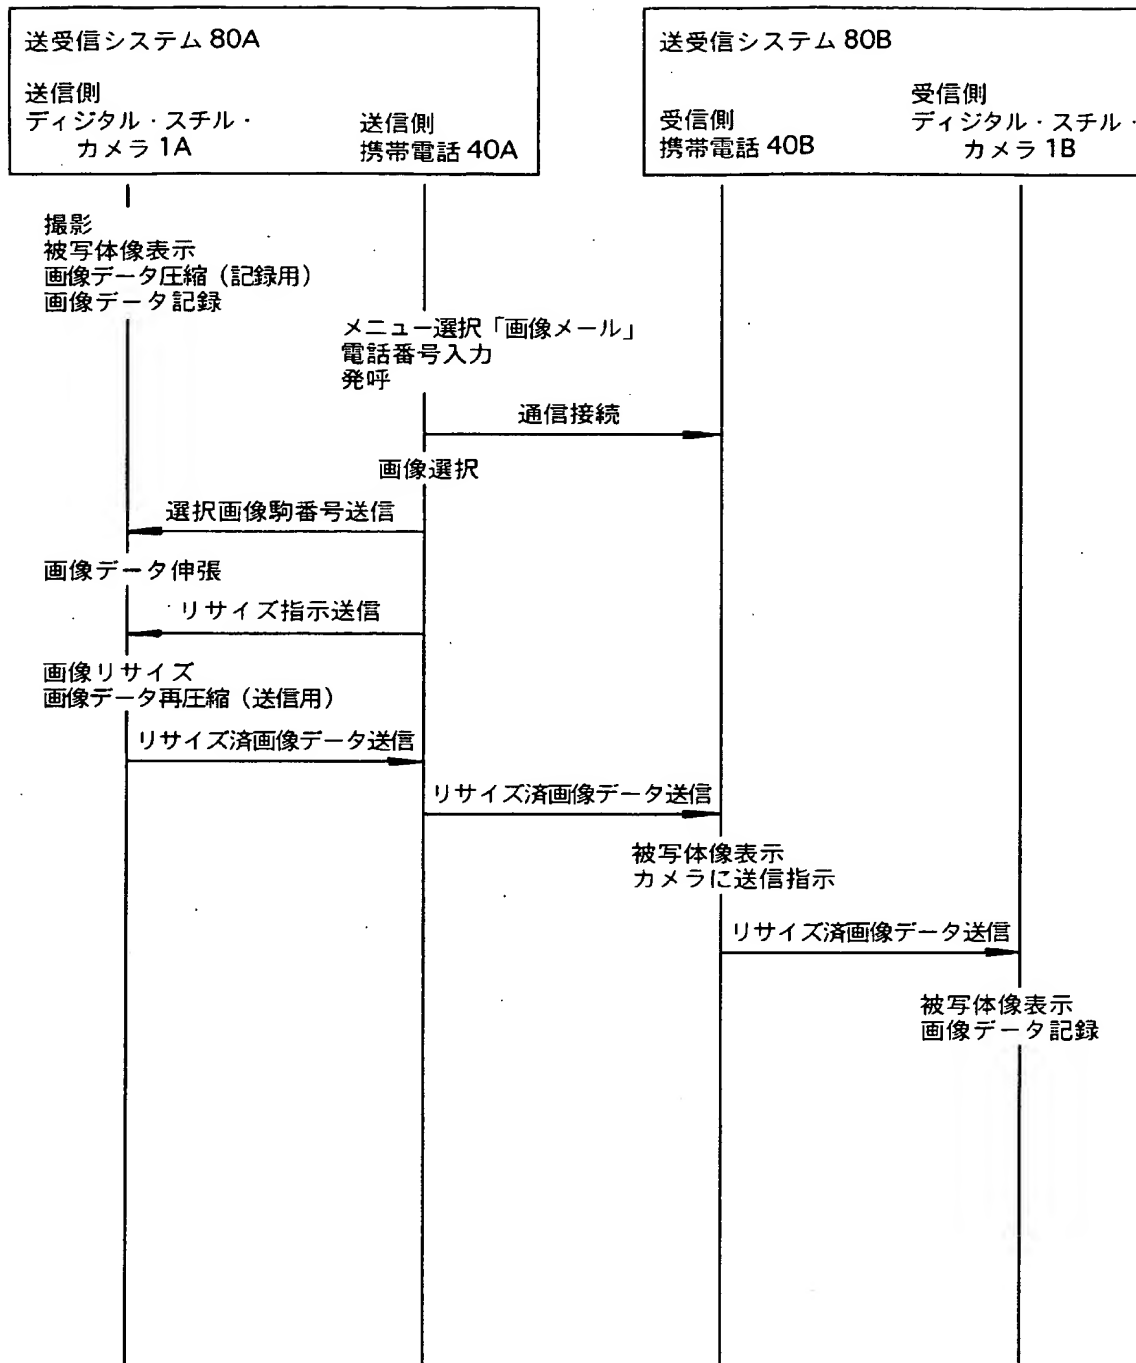 送受信システム 80A
送信側
ディジタル・スチル・
カメラ 1A
送信側
携帯電話 40A
送受信システム 80B
受信側
携帯電話 40B
受信側
ディジタル・スチル・
カメラ 1B
撮影
被写体像表示
画像データ圧縮（記録用）
画像データ記録
メニュー選択「画像メール」
電話番号入力
発呼
通信接続
画像選択
選択画像駒番号送信
画像データ伸張
リサイズ指示送信
画像リサイズ
画像データ再圧縮（送信用）
リサイズ済画像データ送信
リサイズ済画像データ送信
被写体像表示
カメラに送信指示
リサイズ済画像データ送信
被写体像表示
画像データ記録